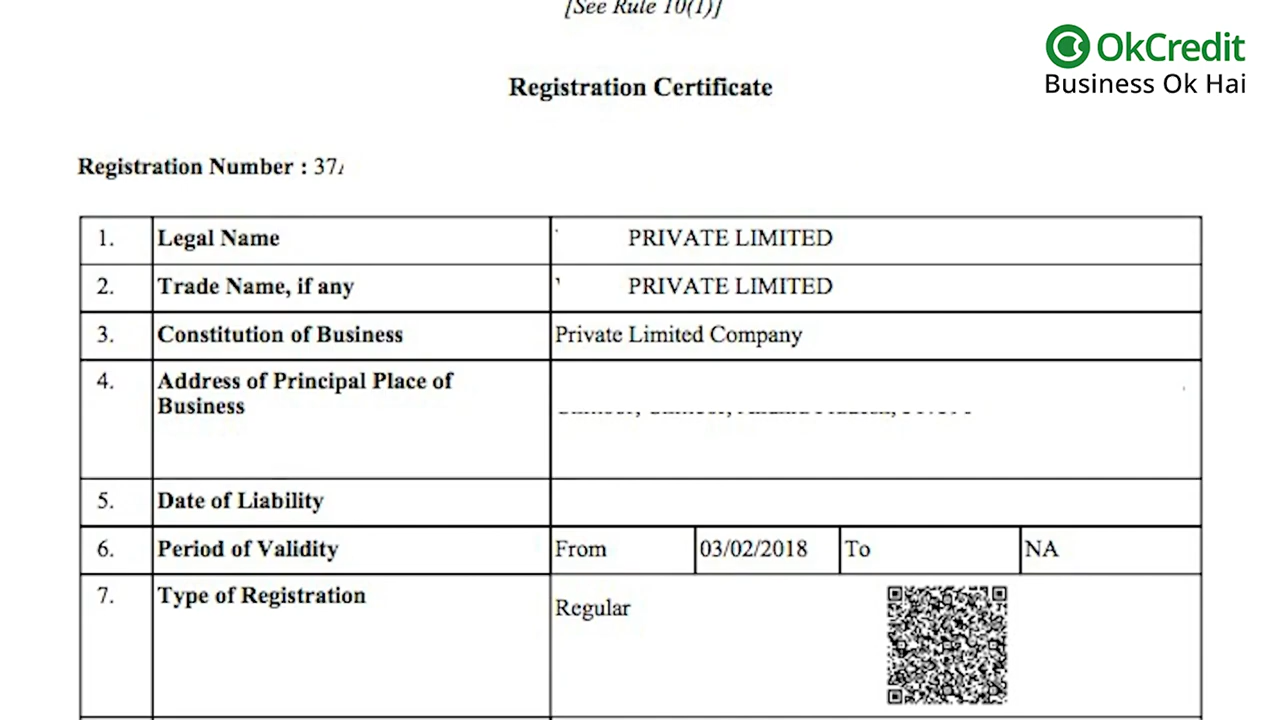 [See Rule 10(1)]
OkCredit
Business Ok Hai
Registration Certificate
Registration Number : 37
1. Legal Name PRIVATE LIMITED
2. Trade Name, if any PRIVATE LIMITED
3. Constitution of Business Private Limited Company
4. Address of Principal Place of
Business
5. Date of Liability
6. Period of Validity From 03/02/2018 To NA
7. Type of Registration
Regular